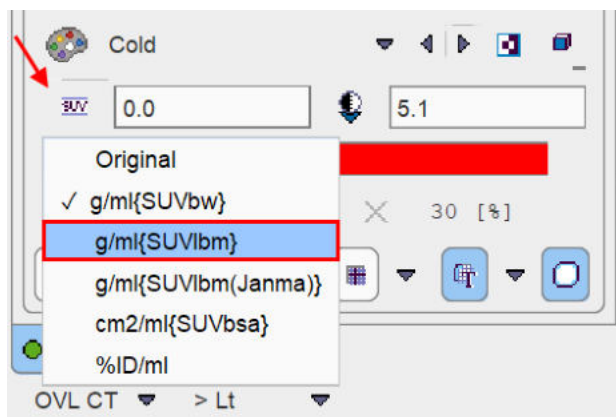 Cold
SUV 0.0 5.1
Original
✓ g/ml{SUVbw}
30 [%]
g/ml{SUVlbm}
g/ml{SUVlbm(Janma)}
cm2/ml{SUVbsa}
%ID/ml
OVL CT > Lt